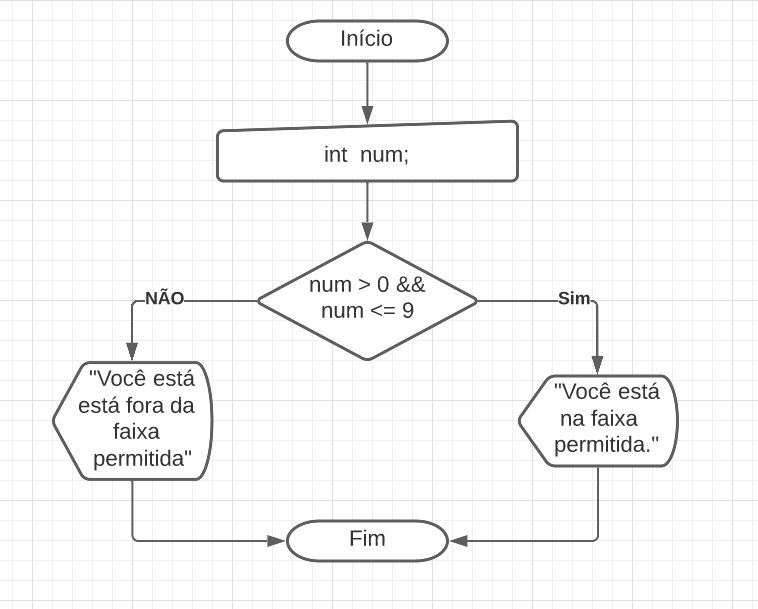 Início
int  num;
num > 0 &&
num <= 9
NÃO
Sim
"Você está
está fora da
faixa
permitida"
"Você está
na faixa
permitida."
Fim